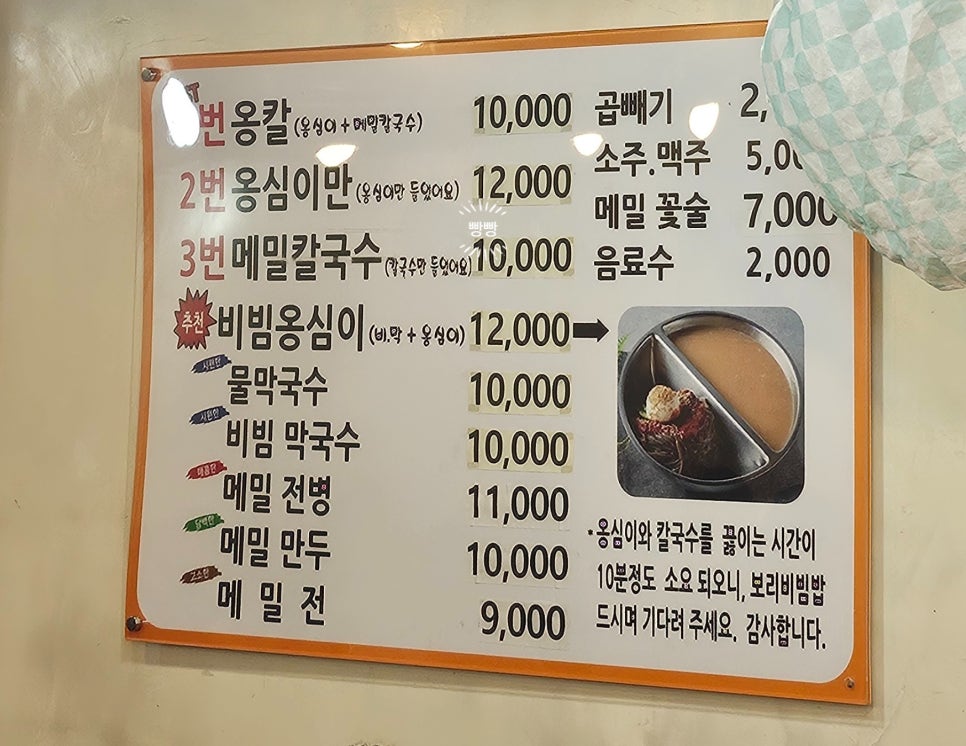 번 옹칼 (옹심이 + 메밀칼국수) 10,000
2번 옹심이만 (옹심이만 들었어요) 12,000
3번 메밀칼국수 (칼국수만 들었어요) 10,000
추천 비빔옹심이 (비.막 + 옹심이) 12,000
시원한 물막국수 10,000
시원한 비빔 막국수 10,000
매콤한 메밀 전병 11,000
담백한 메밀 만두 10,000
고소한 메 밀 전 9,000
곱빼기
소주.맥주
메밀 꽃술 7,000
음료수 2,000
·옹심이와 칼국수를 끓이는 시간이
10분정도 소요 되오니, 보리비빔밥
드시며 기다려 주세요. 감사합니다.
빵빵